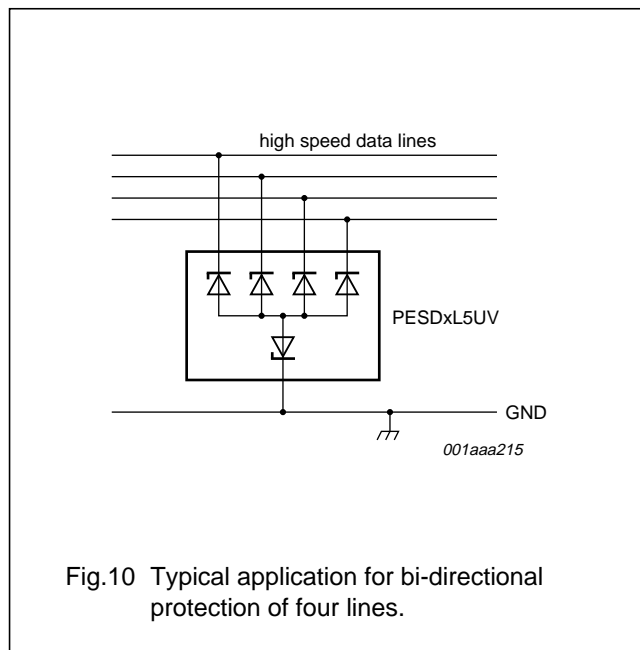 high speed data lines
PESDxL5UV
GND
001aaa215
Fig.10 Typical application for bi-directional
protection of four lines.